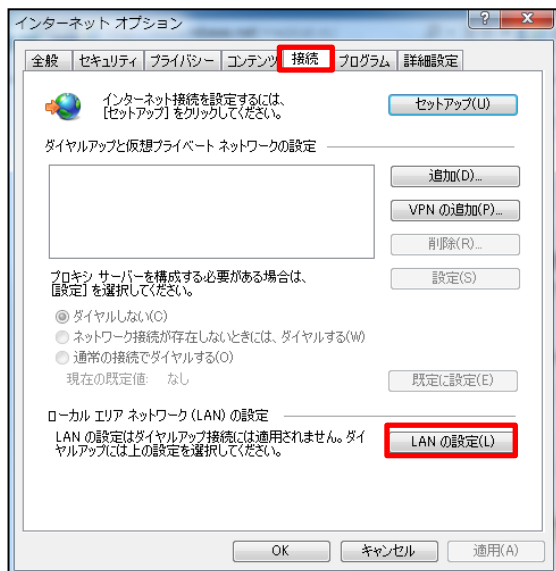 インターネット オプション
全般 セキュリティ プライバシー コンテンツ 接続 プログラム 詳細設定
インターネット接続を設定するには、
[セットアップ] をクリックしてください。
セットアップ(U)
ダイヤルアップと仮想プライベート ネットワークの設定
追加(D)...
VPN の追加(P)...
削除(R)...
プロキシ サーバーを構成する必要がある場合は、
[設定] を選択してください。
設定(S)
ダイヤルしない(C)
ネットワーク接続が存在しないときには、ダイヤルする(W)
通常の接続でダイヤルする(O)
現在の既定値: なし
既定に設定(E)
ローカル エリア ネットワーク (LAN) の設定
LAN の設定はダイヤルアップ接続には適用されません。ダイ
ヤルアップには上の設定を選択してください。
LAN の設定(L)
OK キャンセル 適用(A)